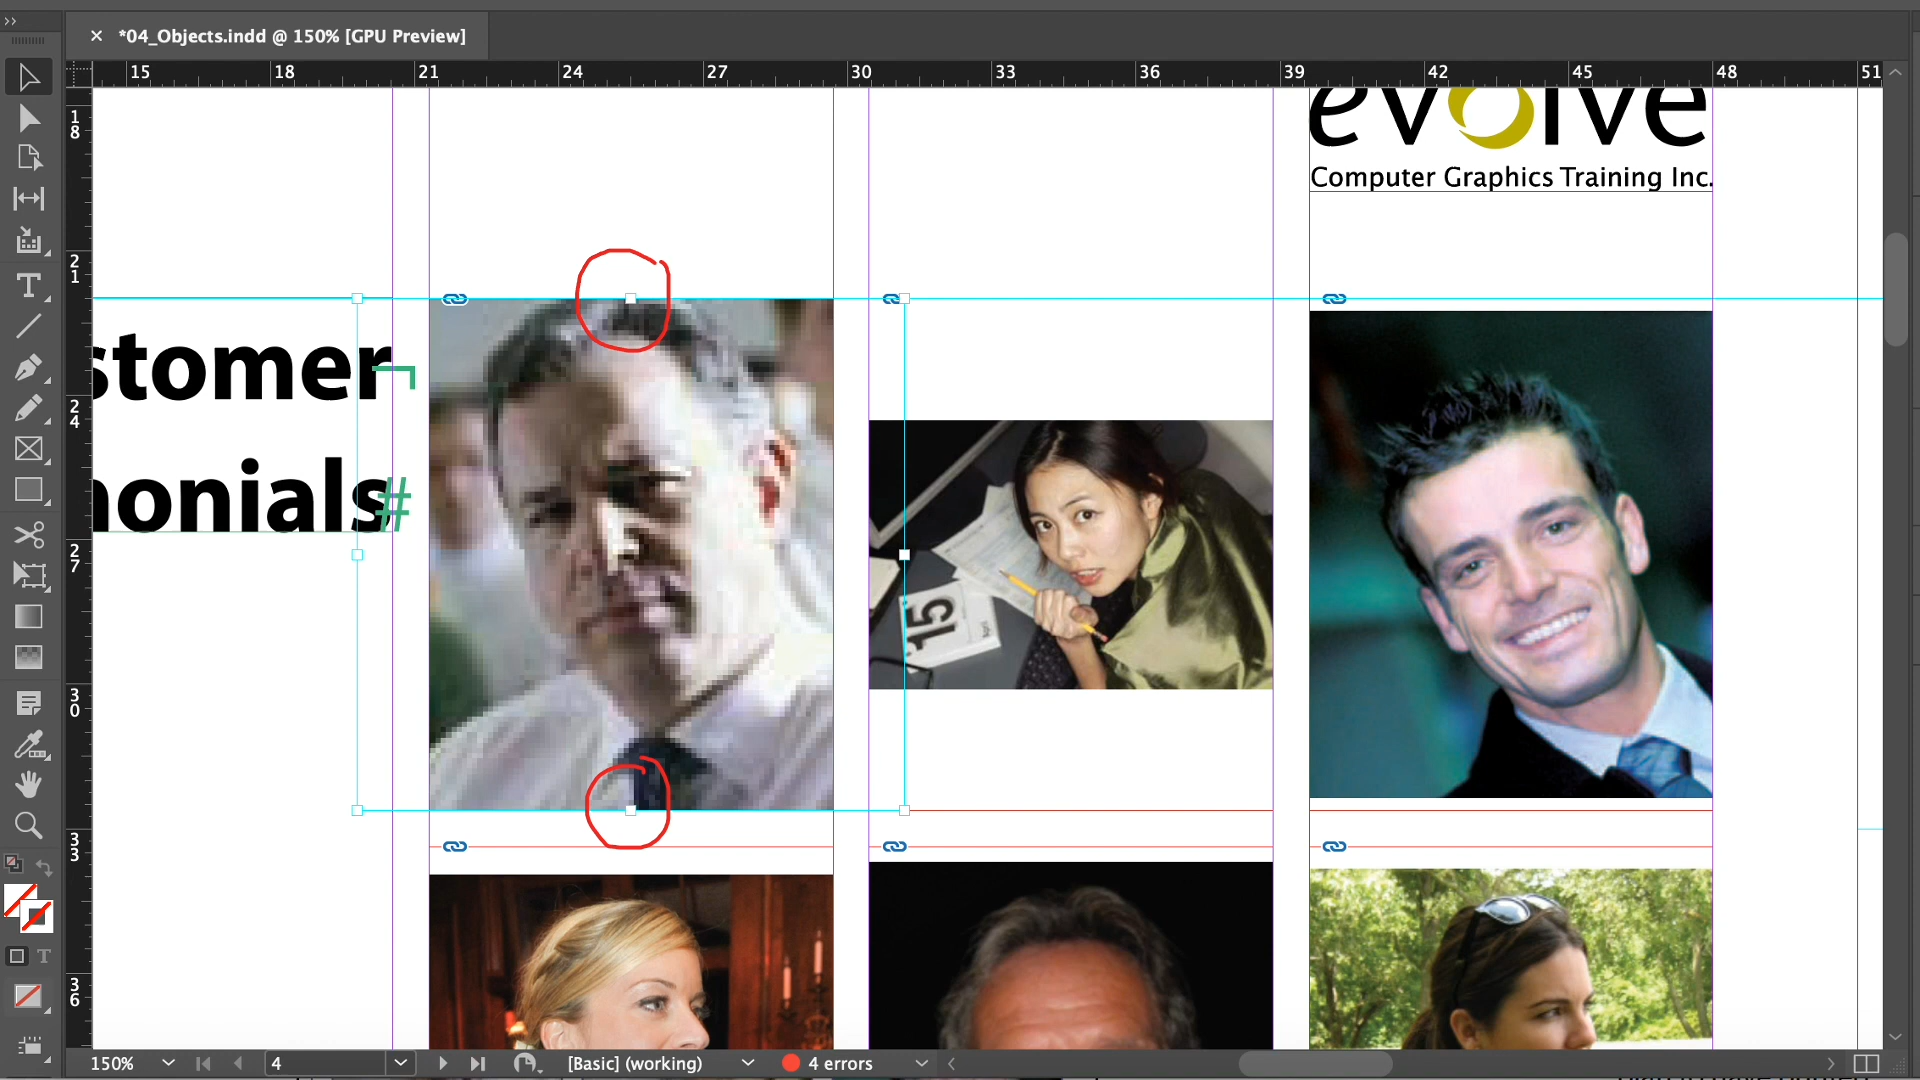 *04_Objects.indd @ 150% [GPU Preview]
15 18 21 24 27 30 33 36 39 42 45 48 51
18
21
24
27
30
33
36
evolve
Computer Graphics Training Inc.
stomer
nonials#
15
150% 4 [Basic] (working) 4 errors